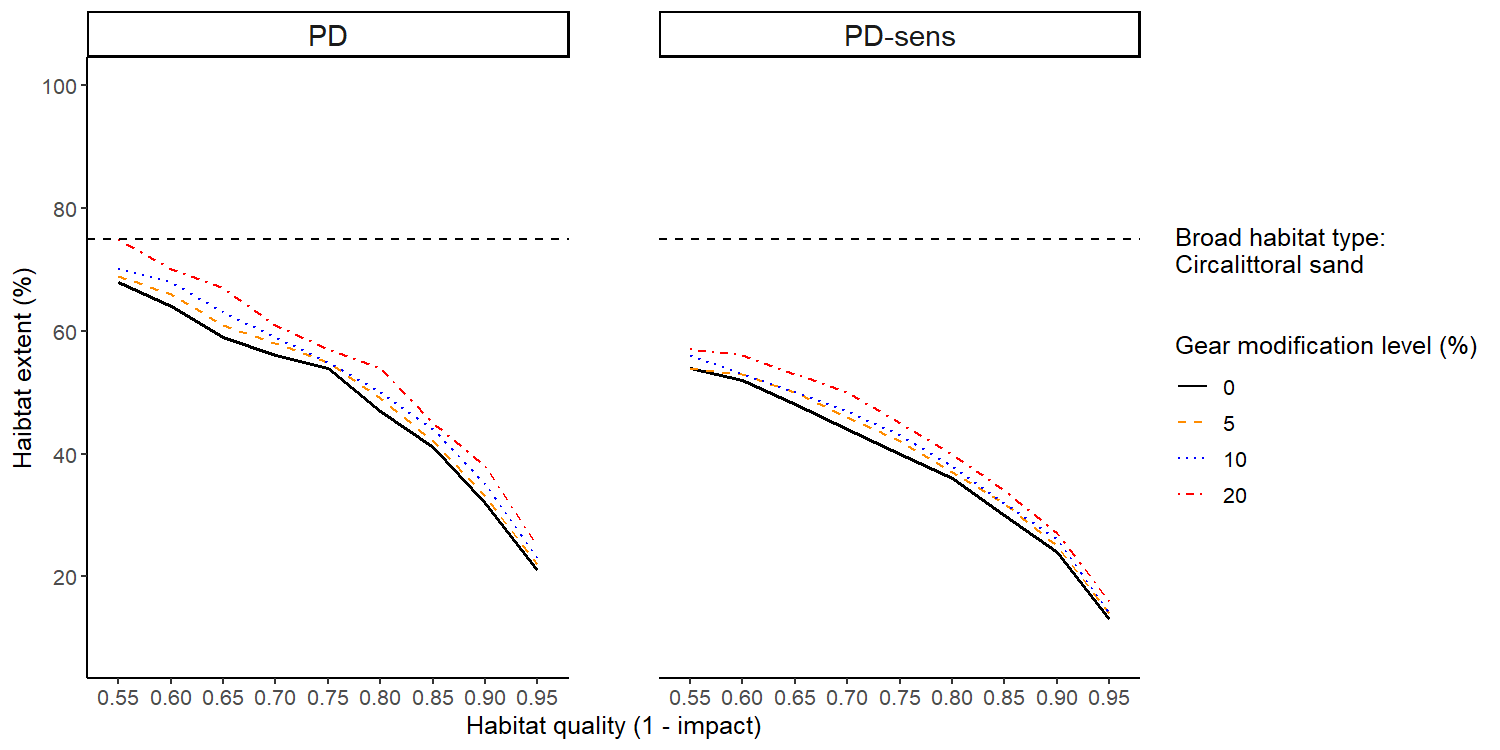 PD
PD-sens
100
80
60
40
20
Haibtat extent (%)
0.55 0.60 0.65 0.70 0.75 0.80 0.85 0.90 0.95
0.55 0.60 0.65 0.70 0.75 0.80 0.85 0.90 0.95
Habitat quality (1 - impact)
Broad habitat type:
Circalittoral sand
Gear modification level (%)
0
5
10
20